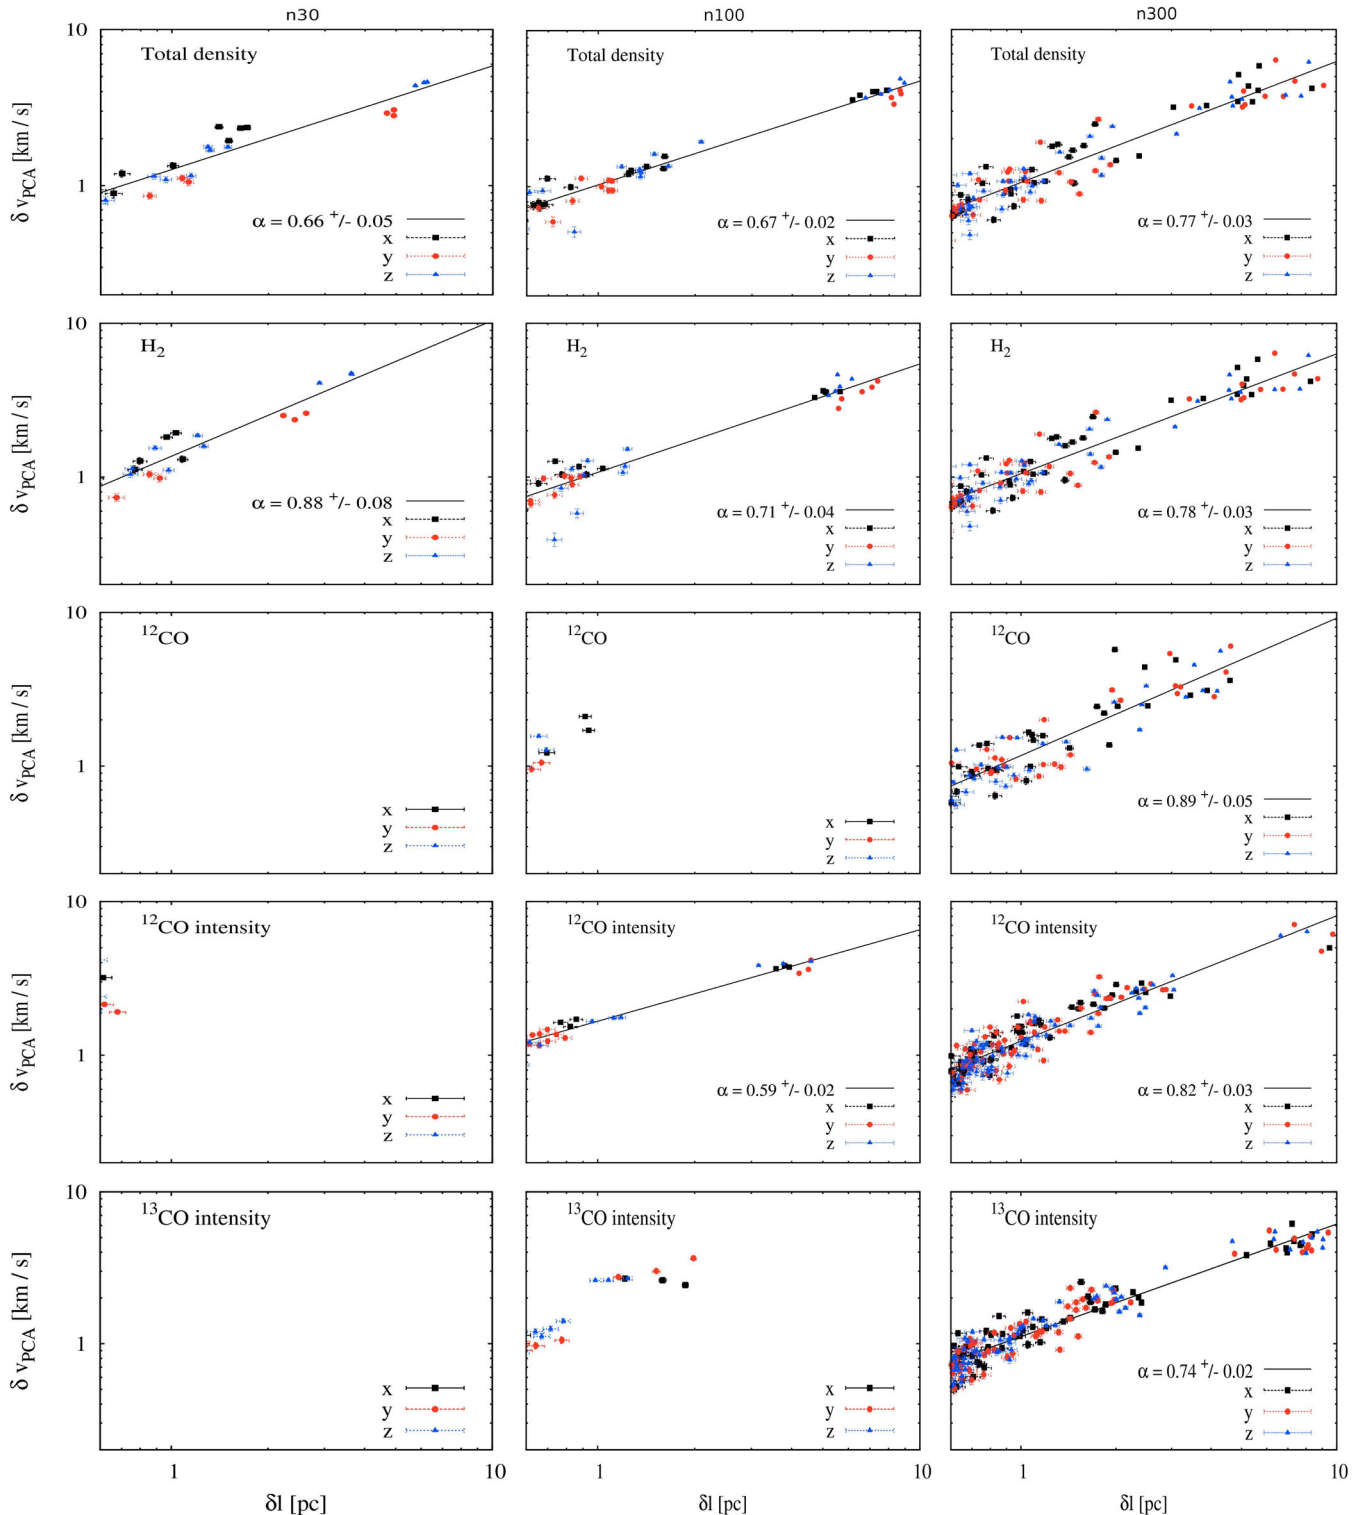 n30 n100 n300
10 Total density Total density Total density
δ v_PCA [km / s]
1
α = 0.66 +/- 0.05 α = 0.67 +/- 0.02 α = 0.77 +/- 0.03
x x x
y y y
z z z
10 H₂ H₂ H₂
δ v_PCA [km / s]
1
α = 0.88 +/- 0.08 α = 0.71 +/- 0.04 α = 0.78 +/- 0.03
x x x
y y y
z z z
10 ¹²CO ¹²CO ¹²CO
δ v_PCA [km / s]
1
α = 0.89 +/- 0.05
x x x
y y y
z z z
10 ¹²CO intensity ¹²CO intensity ¹²CO intensity
δ v_PCA [km / s]
1
α = 0.59 +/- 0.02 α = 0.82 +/- 0.03
x x x
y y y
z z z
10 ¹³CO intensity ¹³CO intensity ¹³CO intensity
δ v_PCA [km / s]
1
α = 0.74 +/- 0.02
x x x
y y y
z z z
1 10 1 10 1 10
δl [pc] δl [pc] δl [pc]